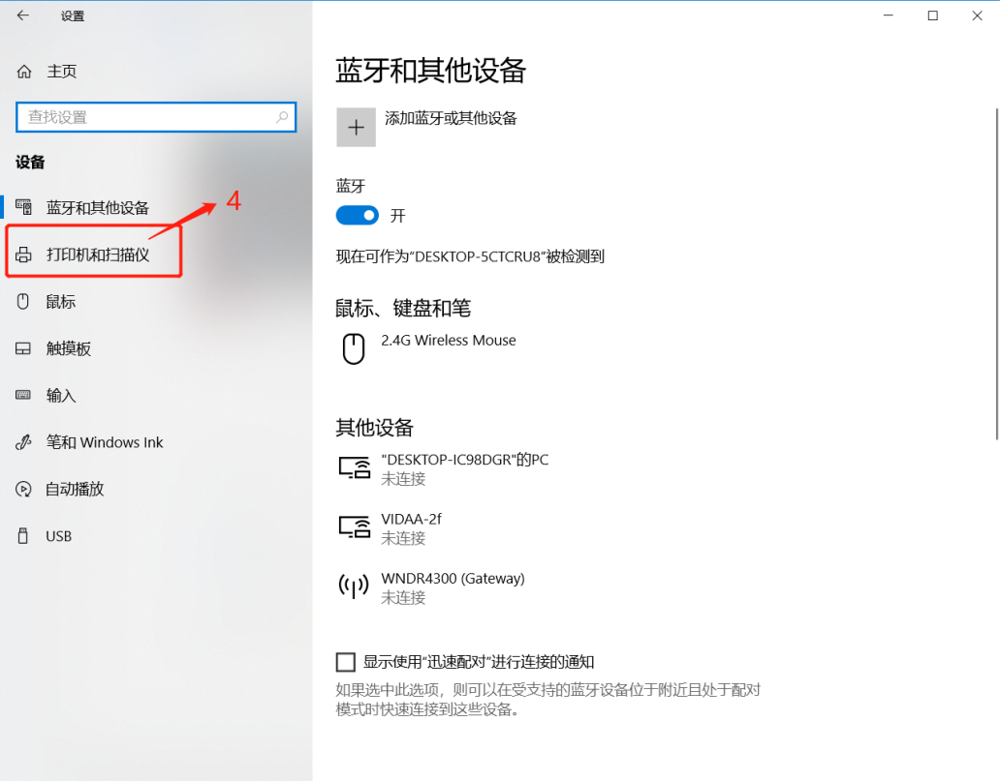 设置
主页
查找设置
设备
蓝牙和其他设备
4
打印机和扫描仪
鼠标
触摸板
输入
笔和 Windows Ink
自动播放
USB
蓝牙和其他设备
添加蓝牙或其他设备
蓝牙
开
现在可作为“DESKTOP-5CTCRU8”被检测到
鼠标、键盘和笔
2.4G Wireless Mouse
其他设备
"DESKTOP-IC98DGR"的PC
未连接
VIDAA-2f
未连接
WNDR4300 (Gateway)
未连接
显示使用“迅速配对”进行连接的通知
如果选中此选项，则可以在受支持的蓝牙设备位于附近且处于配对
模式时快速连接到这些设备。